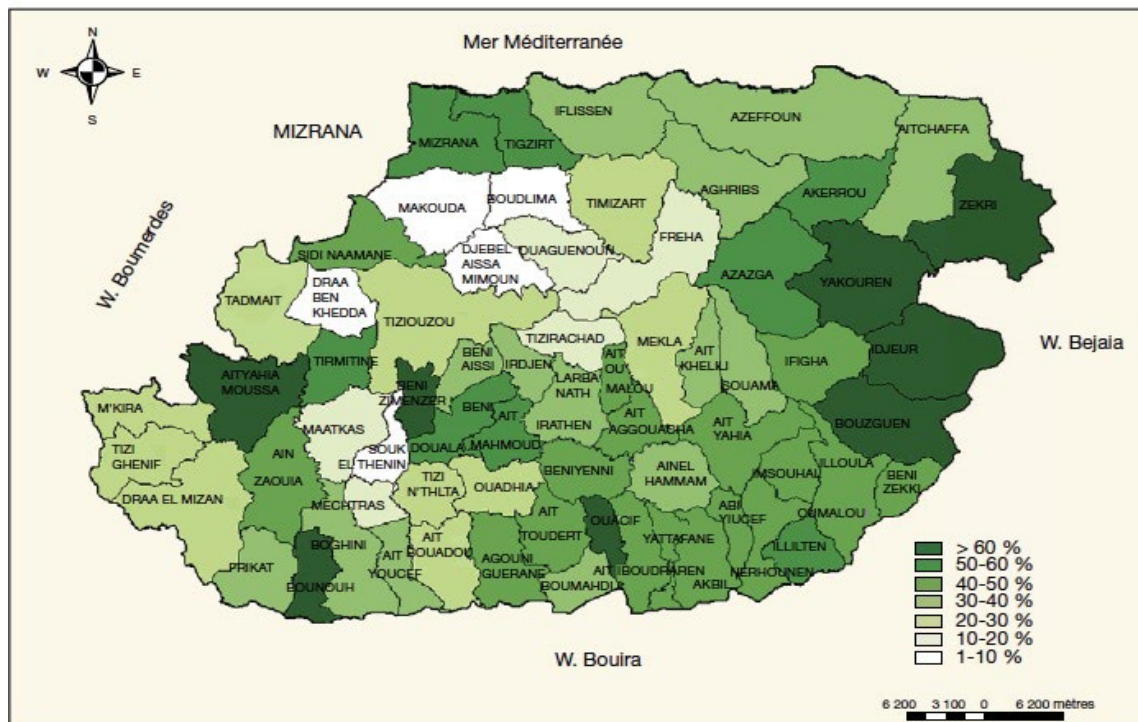 Mer Méditerranée
N
W
E
S
MIZRANA
W. Boumerdes
W. Bejaia
W. Bouira
IFLISSEN
AZEFFOUN
AITCHAFFA
MIZRANA
TIGZIRT
AGHRIBS
AKERROU
ZEKRI
MAKOUDA
BOUDLIMA
TIMIZART
FREHA
OUAGUENOUN
SIDI NAAMANE
DJEBEL
AISSA
MIMOUN
AZAZGA
YAKOUREN
TADMAIT
DRAA
BEN
KHEDDA
TIZIOUZOU
TIZIRACHAD
MEKLA
AIT
KHELILI
SOUAMA
IFIGHA
IDJEUR
TIRMITINE
BENI
AISSI
IRDJEN
AIT
OU
MALOU
LARBA
NATH
IRATHEN
AITYAHIA
MOUSSA
BENI
ZIMENZER
BOUZGUEN
M'KIRA
MAATKAS
BENI
DOUALA
AIT
MAHMOUD
AIT
AGGOUACHA
AIT
YAHIA
TIZI
GHENIF
AIN
ZAOUIA
SOUK
EL THENIN
BENIYENNI
AINEL
HAMMAM
IMSOUHAL
ILLOULA
OUMALOU
BENI
ZEKKI
DRAA EL MIZAN
MECHTRAS
TIZI
N'THLTA
OUADHIA
AIT
TOUDERT
OUACIF
YATTAFANE
ABI
YIUCEF
BOGHINI
AIT
YOUCEF
AIT
BOUADOU
AGOUNI
GUERANE
ILLILTEN
FRIKAT
BOUNOUH
AIT
BOUMAHDI
IBOUDRAREN
AKBIL
NERHOUNEN
> 60 %
50-60 %
40-50 %
30-40 %
20-30 %
10-20 %
1-10 %
6 200 3 100 0 6 200 mètres